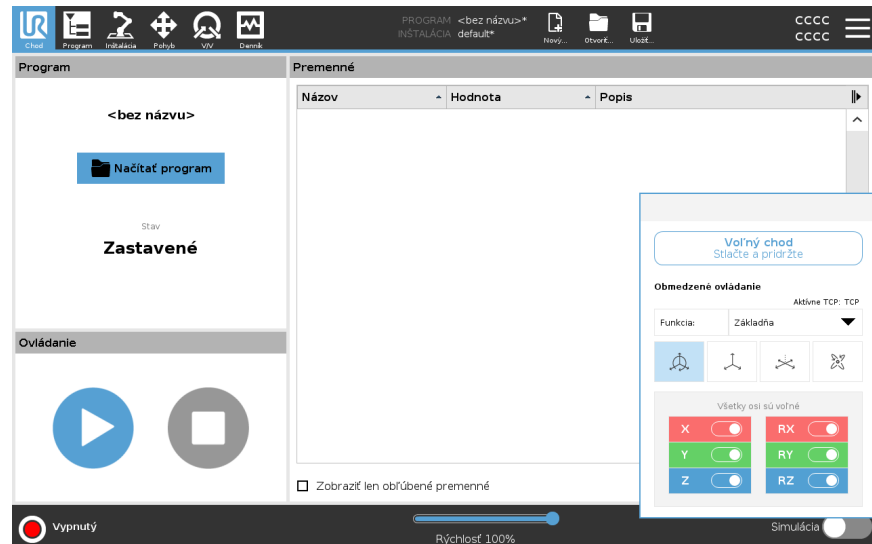 UR
Chod
Program
Inštalácia
Pohyb
V/V
Denník
PROGRAM <bez názvu>*
INŠTALÁCIA default*
Nový...
Otvoriť...
Uložiť...
CCCC
CCCC
Program
<bez názvu>
Načítať program
Stav
Zastavené
Ovládanie
Premenné
Názov Hodnota Popis
Zobraziť len obľúbené premenné
Voľný chod
Stlačte a pridržte
Obmedzené ovládanie
Aktívne TCP: TCP
Funkcia: Základňa
Všetky osi sú voľné
X RX
Y RY
Z RZ
Vypnutý
Rýchlosť 100%
Simulácia